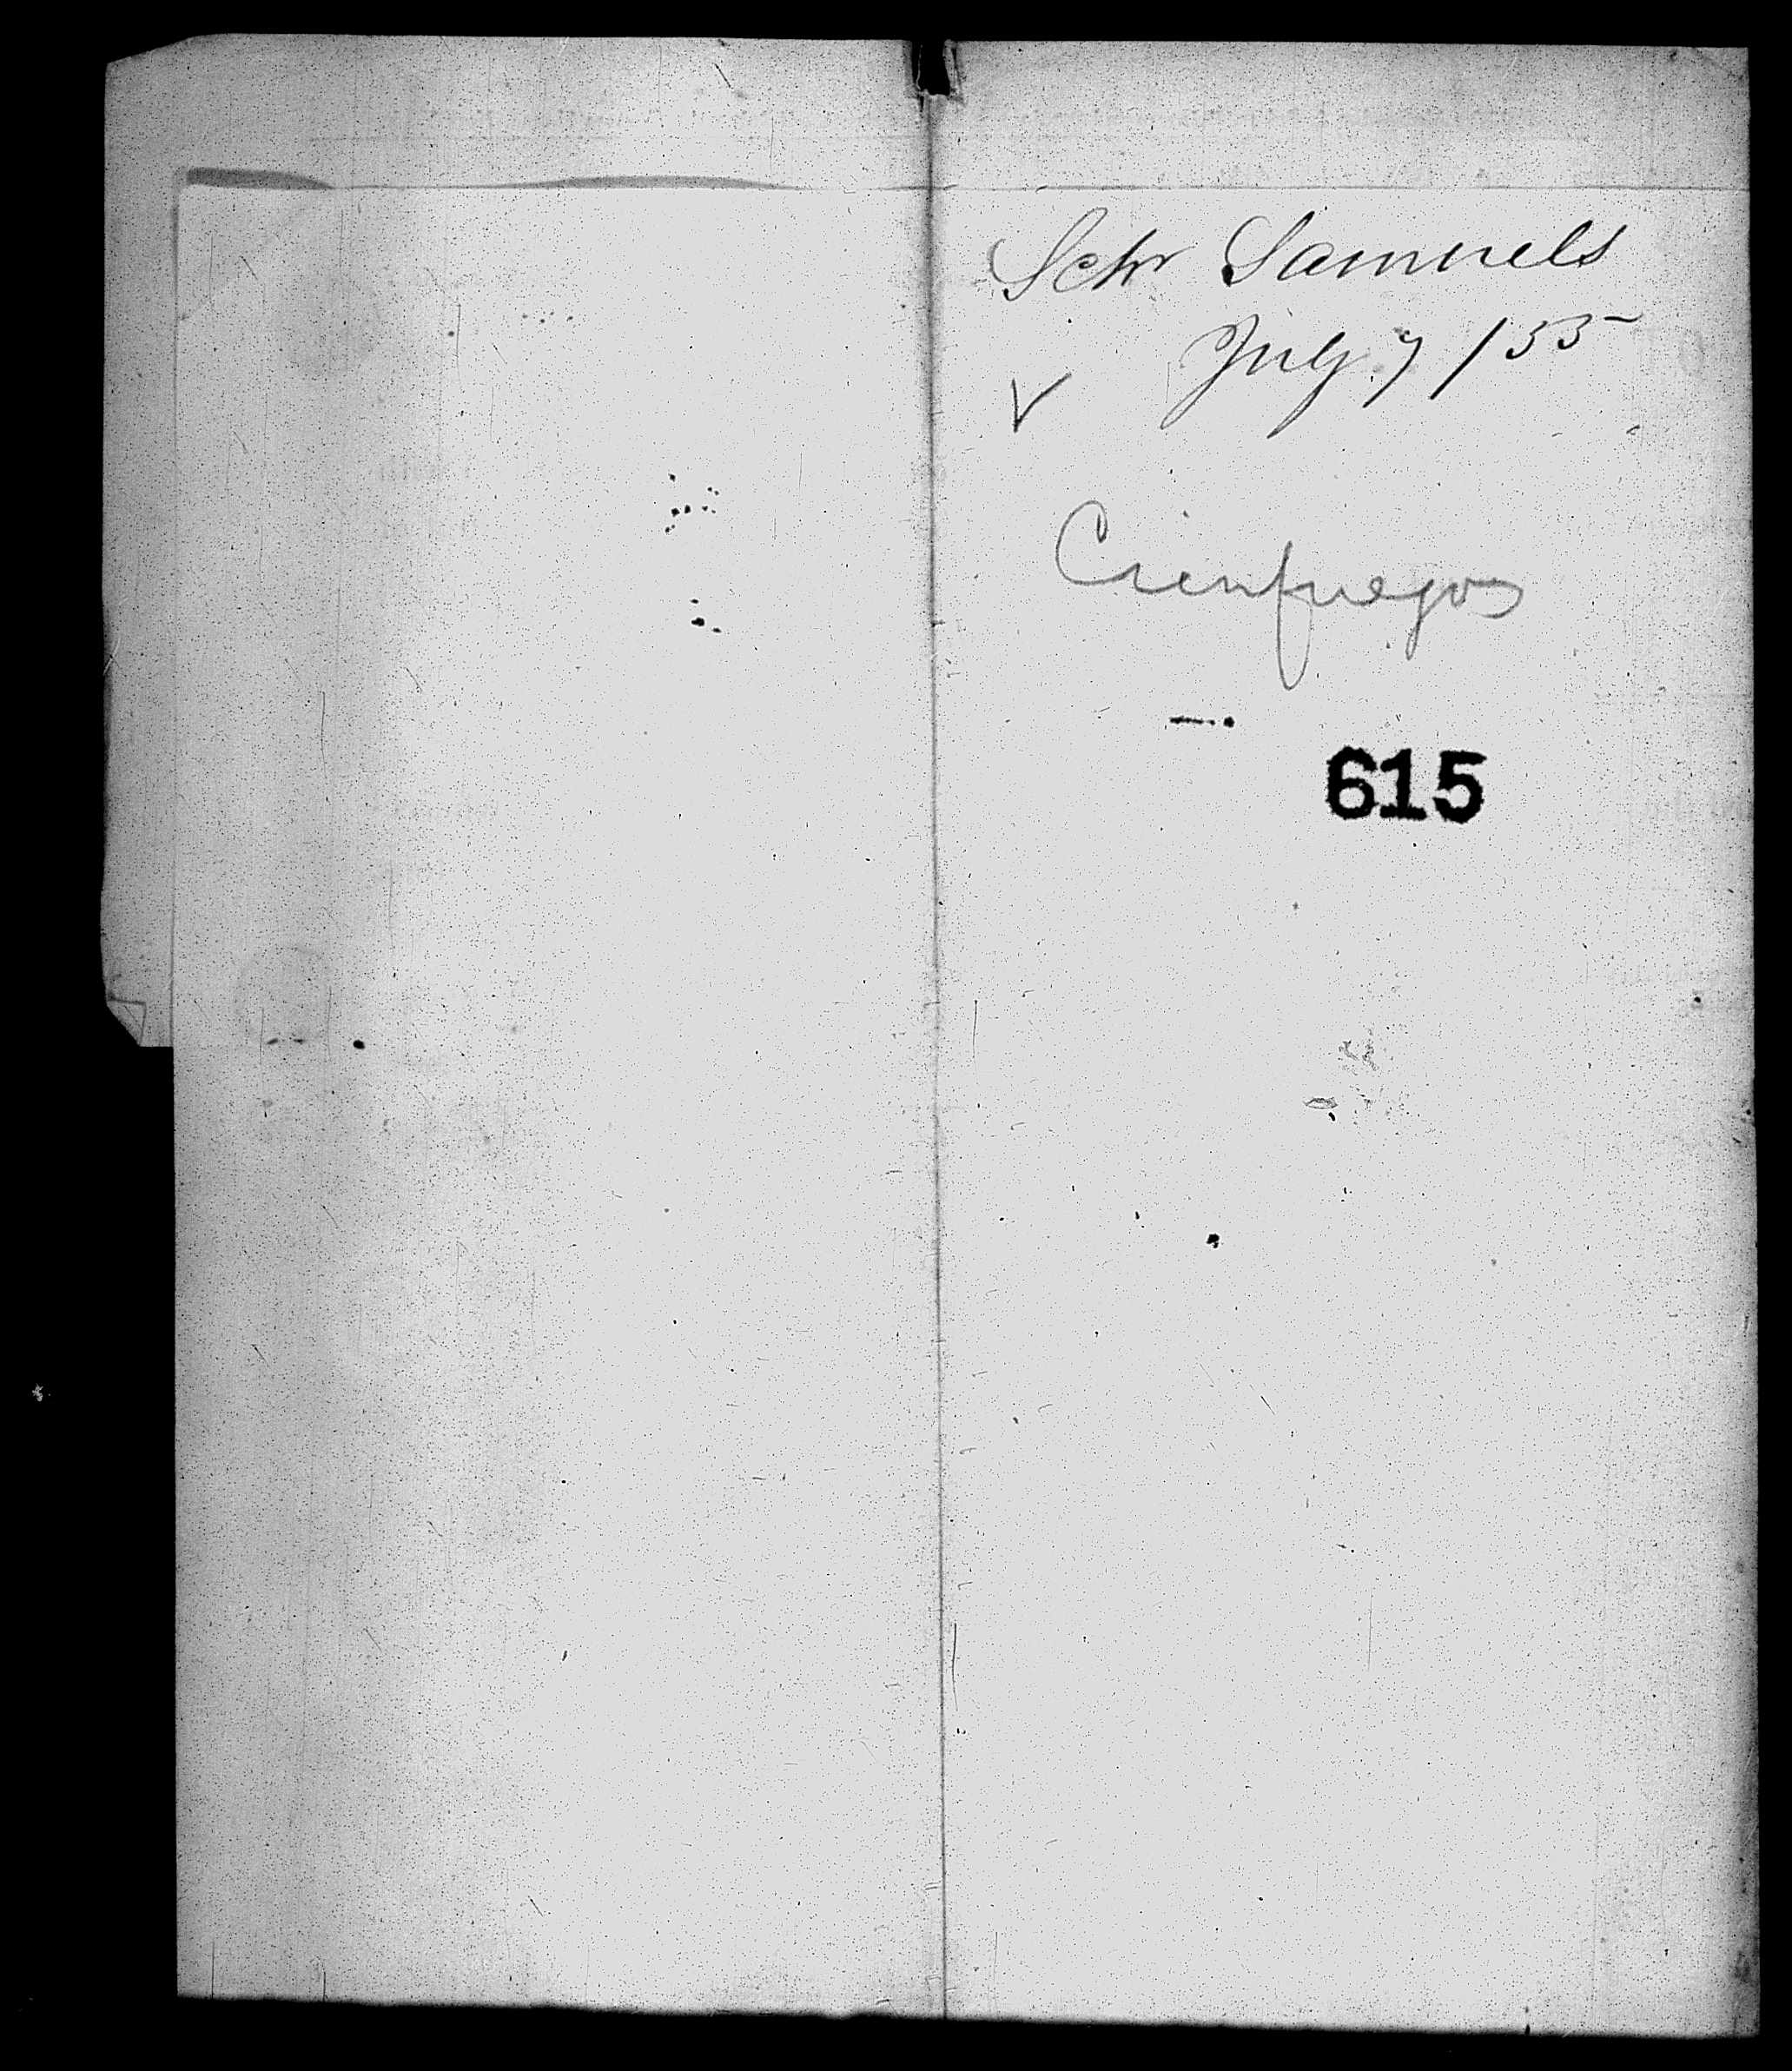 Schr Samuels
July 7 / 55
✓
Cienfuegos
615